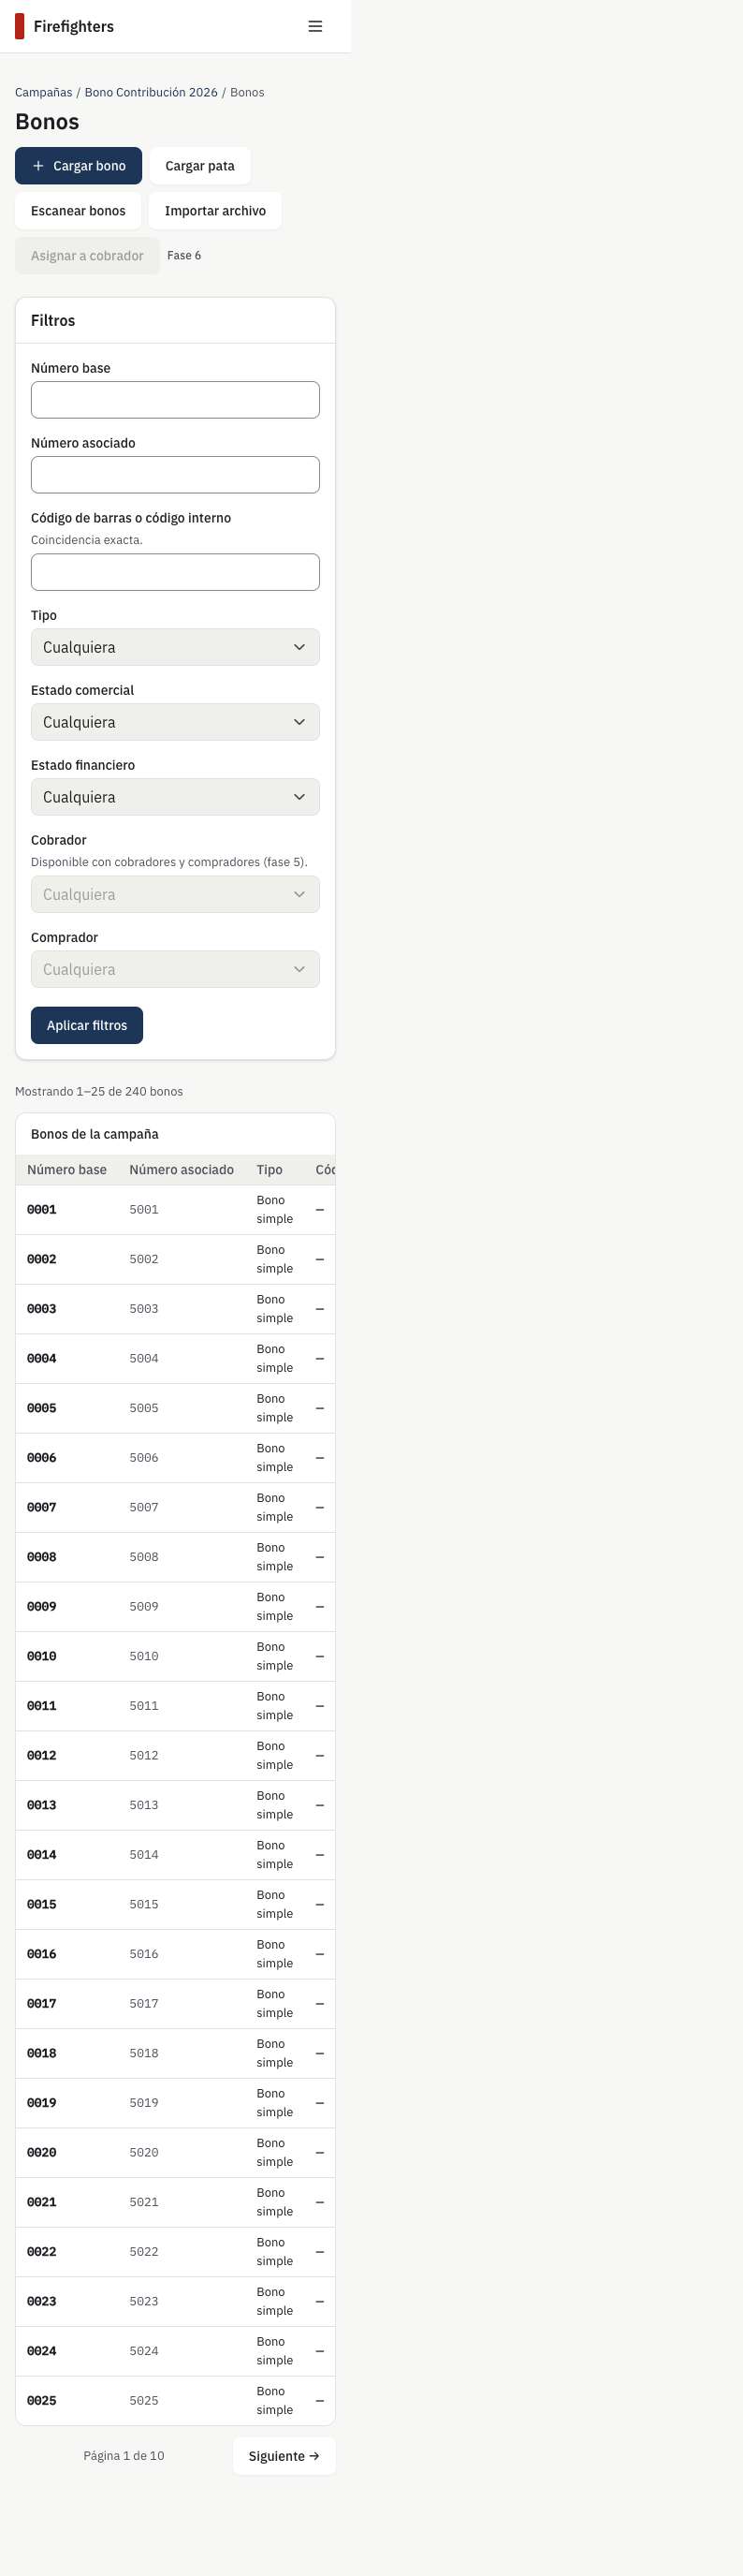 Firefighters
Campañas / Bono Contribución 2026 / Bonos
Bonos
Cargar bono
Cargar pata
Escanear bonos
Importar archivo
Asignar a cobrador
Fase 6
Filtros
Número base
Número asociado
Código de barras o código interno
Coincidencia exacta.
Tipo
Cualquiera
Estado comercial
Cualquiera
Estado financiero
Cualquiera
Cobrador
Disponible con cobradores y compradores (fase 5).
Cualquiera
Comprador
Cualquiera
Aplicar filtros
Mostrando 1–25 de 240 bonos
Bonos de la campaña
Número base Número asociado Tipo Cód
0001 5001 Bono simple —
0002 5002 Bono simple —
0003 5003 Bono simple —
0004 5004 Bono simple —
0005 5005 Bono simple —
0006 5006 Bono simple —
0007 5007 Bono simple —
0008 5008 Bono simple —
0009 5009 Bono simple —
0010 5010 Bono simple —
0011 5011 Bono simple —
0012 5012 Bono simple —
0013 5013 Bono simple —
0014 5014 Bono simple —
0015 5015 Bono simple —
0016 5016 Bono simple —
0017 5017 Bono simple —
0018 5018 Bono simple —
0019 5019 Bono simple —
0020 5020 Bono simple —
0021 5021 Bono simple —
0022 5022 Bono simple —
0023 5023 Bono simple —
0024 5024 Bono simple —
0025 5025 Bono simple —
Página 1 de 10
Siguiente →